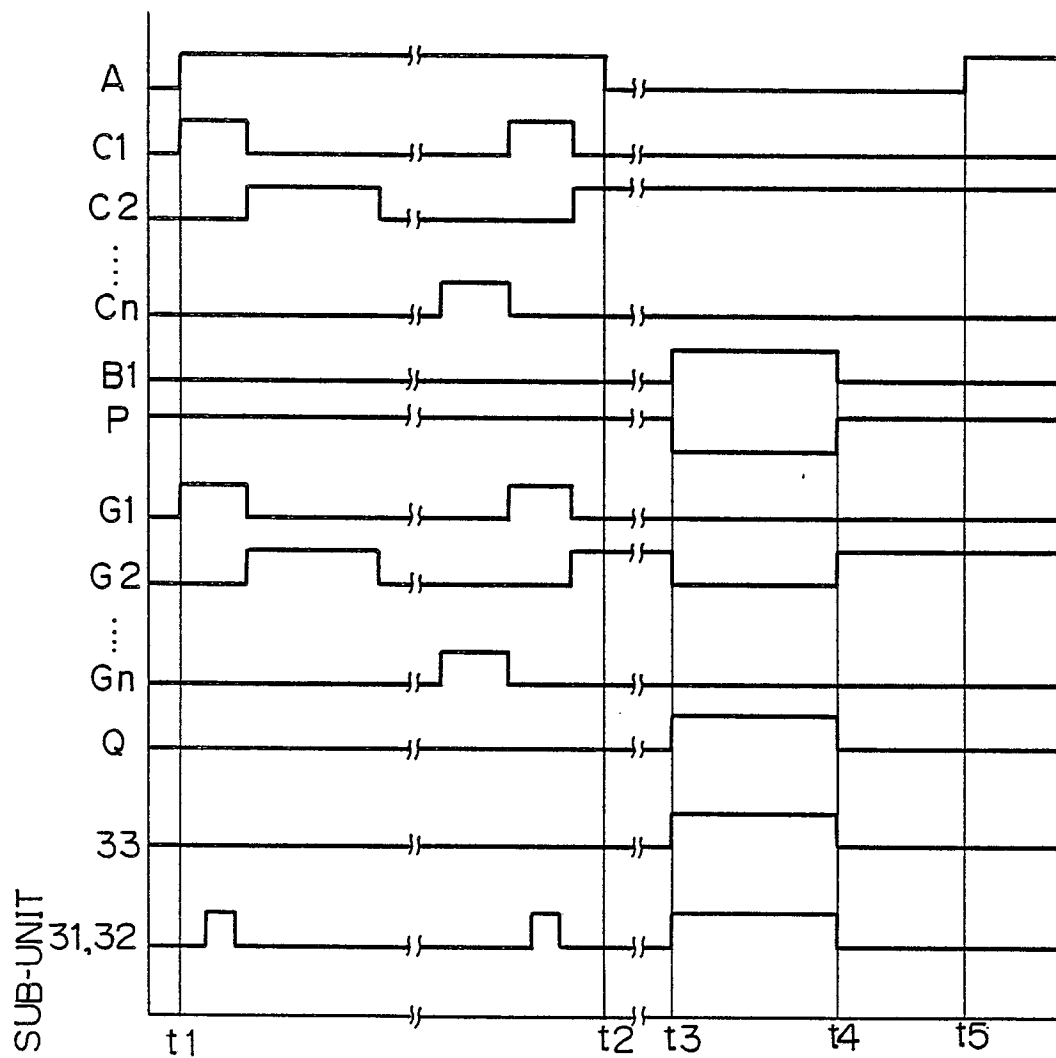 A
C1
C2
.....
Cn
B1
P
G1
G2
....
Gn
Q
33
31,32
SUB-UNIT
t1 t2 t3 t4 t5